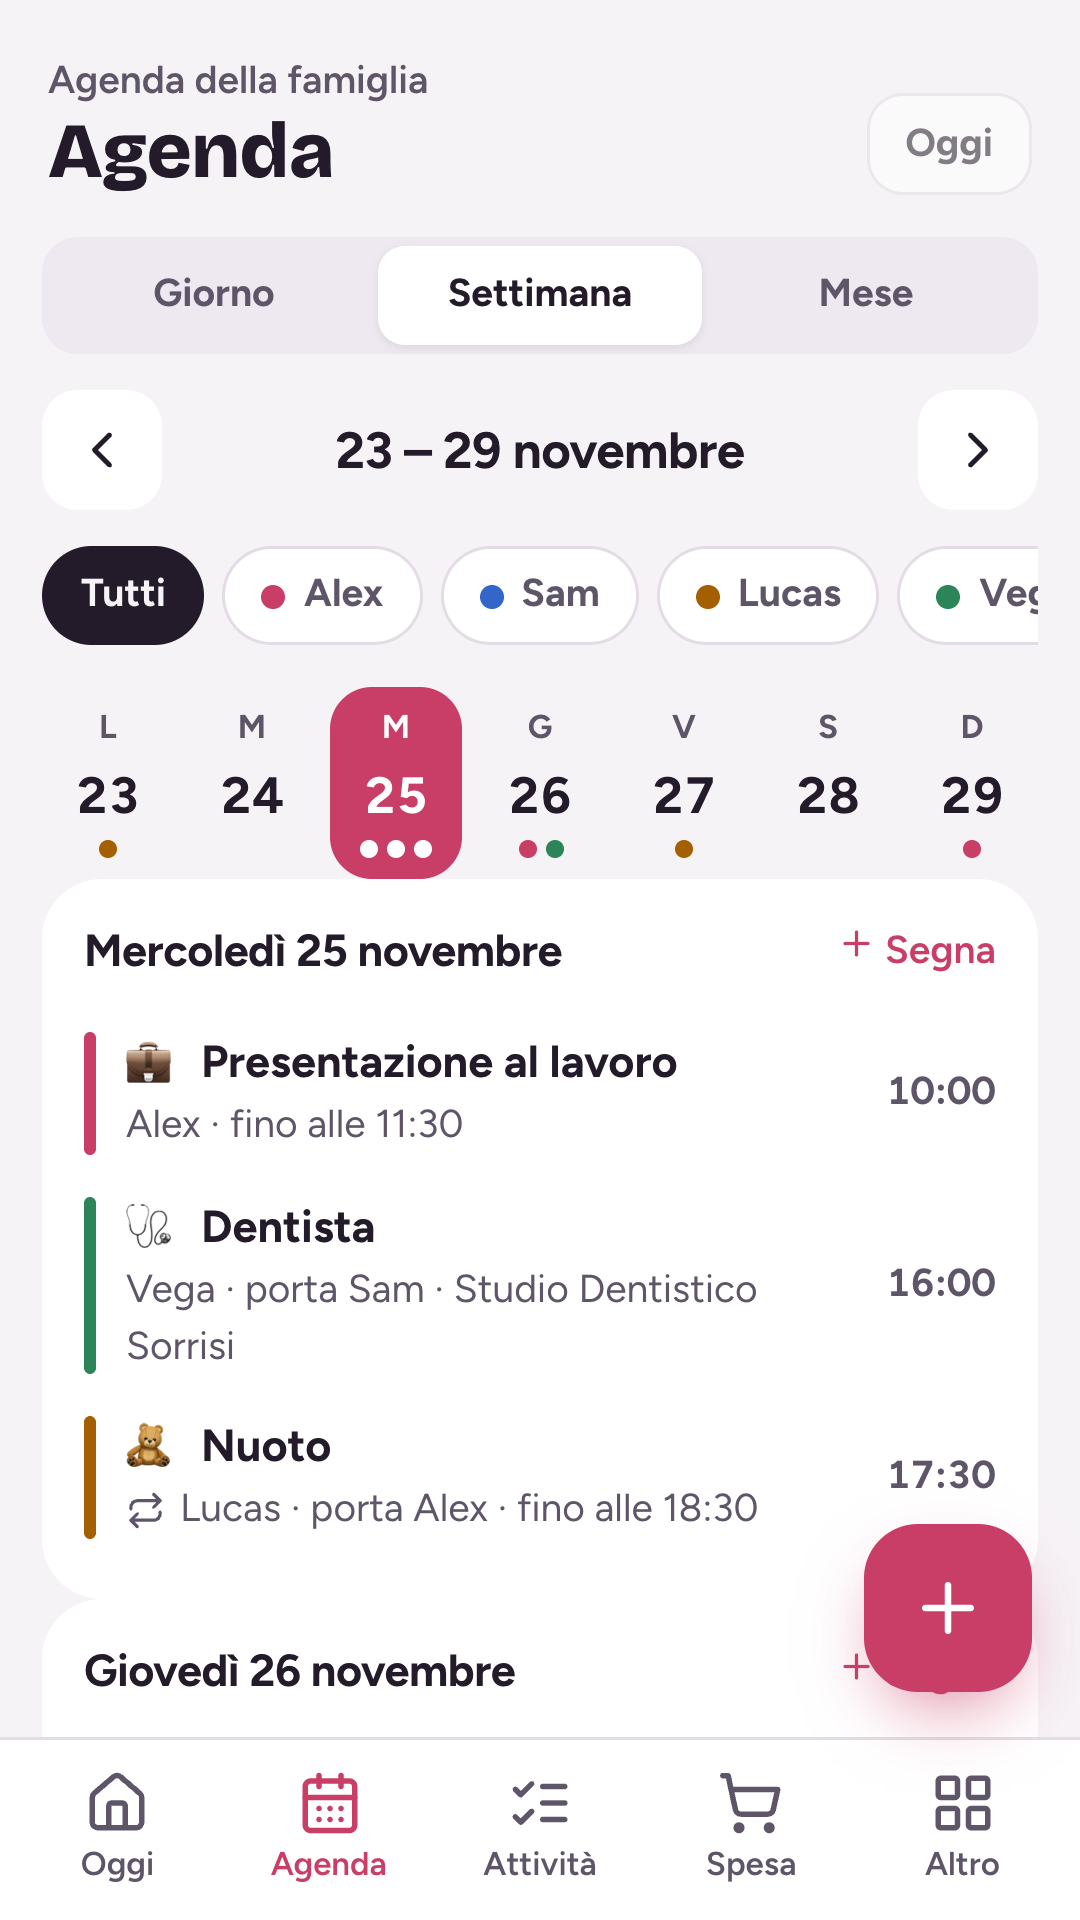 Agenda della famiglia
Agenda
Oggi
Giorno
Settimana
Mese
23 – 29 novembre
Tutti
Alex
Sam
Lucas
L
M
M
G
V
S
D
23
24
25
26
27
28
29
Mercoledì 25 novembre
+ Segna
Presentazione al lavoro
10:00
Alex · fino alle 11:30
Dentista
Vega · porta Sam · Studio Dentistico
16:00
Sorrisi
Nuoto
17:30
Lucas · porta Alex · fino alle 18:30
Giovedì 26 novembre
Oggi
Agenda
Attività
Spesa
Altro